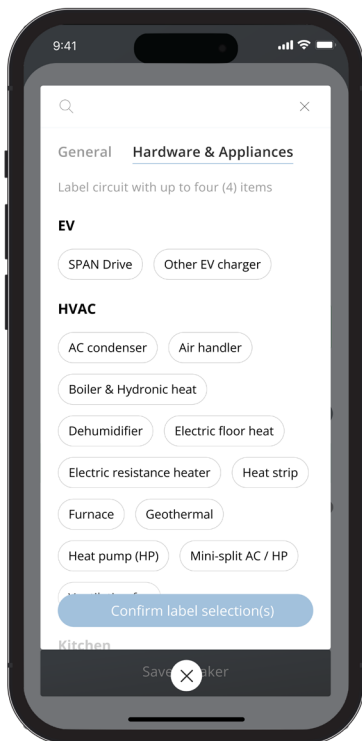 9:41
General Hardware & Appliances
Label circuit with up to four (4) items
EV
SPAN Drive Other EV charger
HVAC
AC condenser Air handler
Boiler & Hydronic heat
Dehumidifier Electric floor heat
Electric resistance heater Heat strip
Furnace Geothermal
Heat pump (HP) Mini-split AC / HP
Confirm label selection(s)
Kitchen